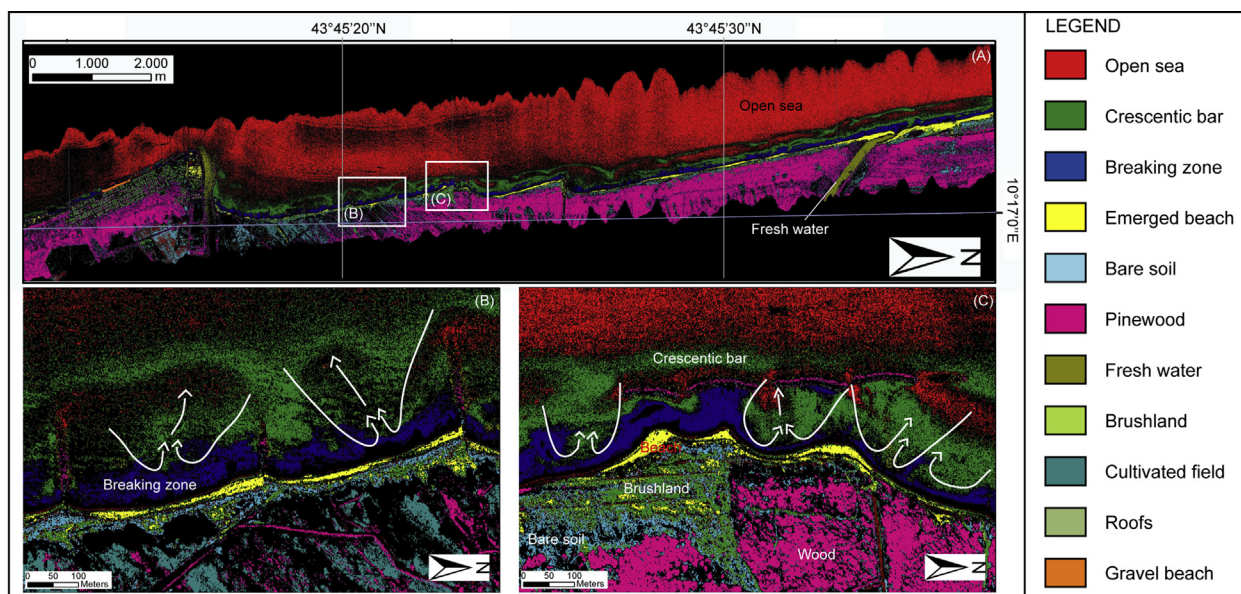 43°45'20"N
43°45'30"N
LEGEND
0 1.000 2.000
m
(A)
Open sea
(B)
(C)
Fresh water
10°17'0"E
N
Open sea
Crescentic bar
Breaking zone
Emerged beach
Bare soil
Pinewood
Fresh water
Brushland
Cultivated field
Roofs
Gravel beach
(B)
Breaking zone
0 50 100
Meters
N
(C)
Crescentic bar
Beach
Brushland
Bare soil
Wood
0 50 100
Meters
N